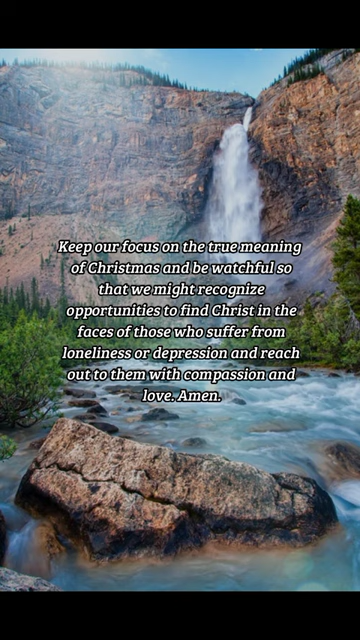 Keep our focus on the true meaning
of Christmas and be watchful so
that we might recognize
opportunities to find Christ in the
faces of those who suffer from
loneliness or depression and reach
out to them with compassion and
love. Amen.